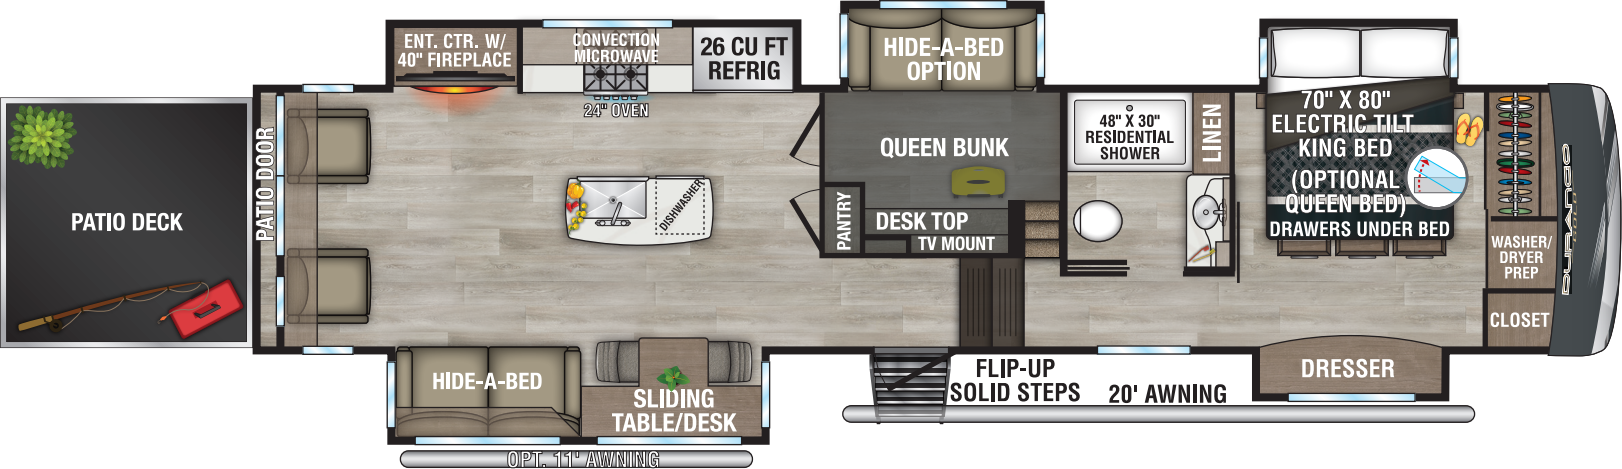 PATIO DECK
PATIO DOOR
ENT. CTR. W/
40" FIREPLACE
CONVECTION
MICROWAVE
26 CU FT
REFRIG
24" OVEN
DISHWASHER
HIDE-A-BED
SLIDING
TABLE/DESK
OPT. 11' AWNING
HIDE-A-BED
OPTION
QUEEN BUNK
PANTRY
DESK TOP
TV MOUNT
FLIP-UP
SOLID STEPS
20' AWNING
48" X 30"
RESIDENTIAL
SHOWER
LINEN
70" X 80"
ELECTRIC TILT
KING BED
(OPTIONAL
QUEEN BED)
DRAWERS UNDER BED
DRESSER
WASHER/
DRYER
PREP
CLOSET
DURANGO
GOLD